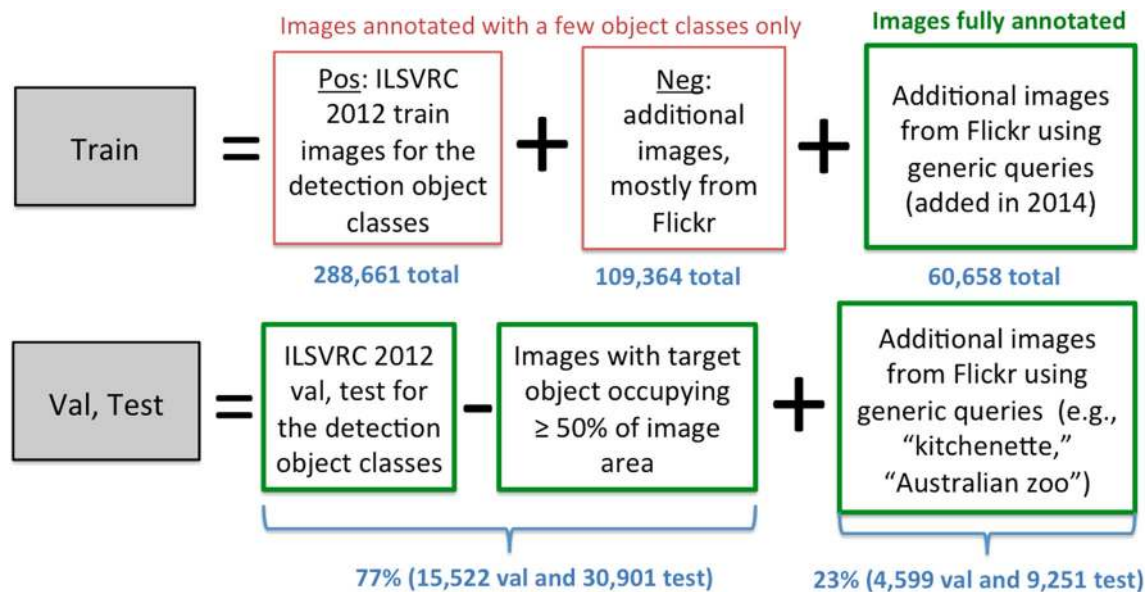 Images annotated with a few object classes only
Images fully annotated
Train
=
Pos: ILSVRC
2012 train
images for the
detection object
classes
+
Neg:
additional
images,
mostly from
Flickr
+
Additional images
from Flickr using
generic queries
(added in 2014)
288,661 total
109,364 total
60,658 total
Val, Test
=
ILSVRC 2012
val, test for
the detection
object classes
-
Images with target
object occupying
≥ 50% of image
area
+
Additional images
from Flickr using
generic queries (e.g.,
“kitchenette,”
“Australian zoo”)
77% (15,522 val and 30,901 test)
23% (4,599 val and 9,251 test)